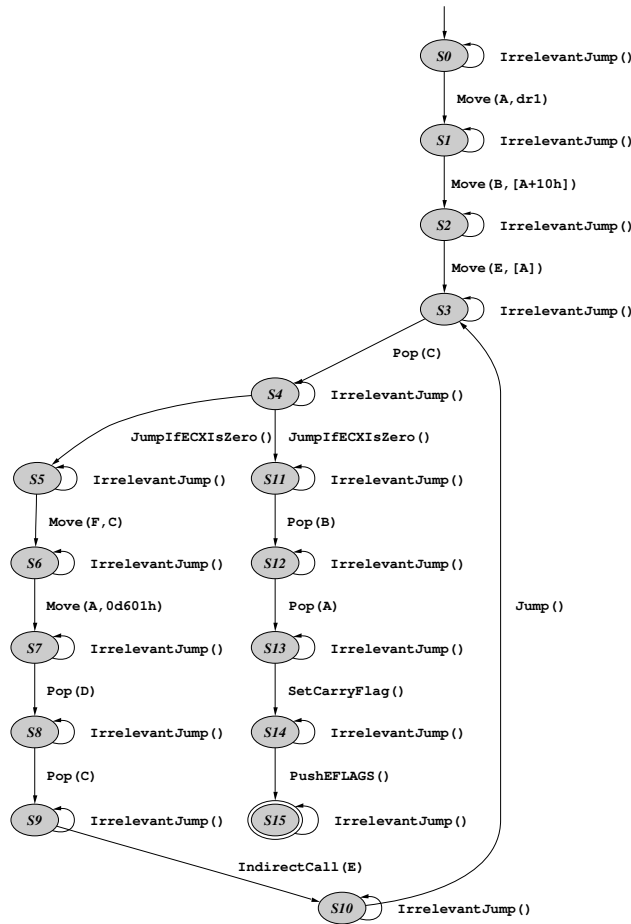 S0 IrrelevantJump()
Move(A,dr1)
S1 IrrelevantJump()
Move(B,[A+10h])
S2 IrrelevantJump()
Move(E,[A])
S3 IrrelevantJump()
Pop(C)
S4 IrrelevantJump()
JumpIfECXIsZero() JumpIfECXIsZero()
S5 IrrelevantJump() S11 IrrelevantJump()
Move(F,C) Pop(B)
S6 IrrelevantJump() S12 IrrelevantJump()
Move(A,0d601h) Pop(A) Jump()
S7 IrrelevantJump() S13 IrrelevantJump()
Pop(D) SetCarryFlag()
S8 IrrelevantJump() S14 IrrelevantJump()
Pop(C) PushEFLAGS()
S9 IrrelevantJump() S15 IrrelevantJump()
IndirectCall(E)
S10 IrrelevantJump()